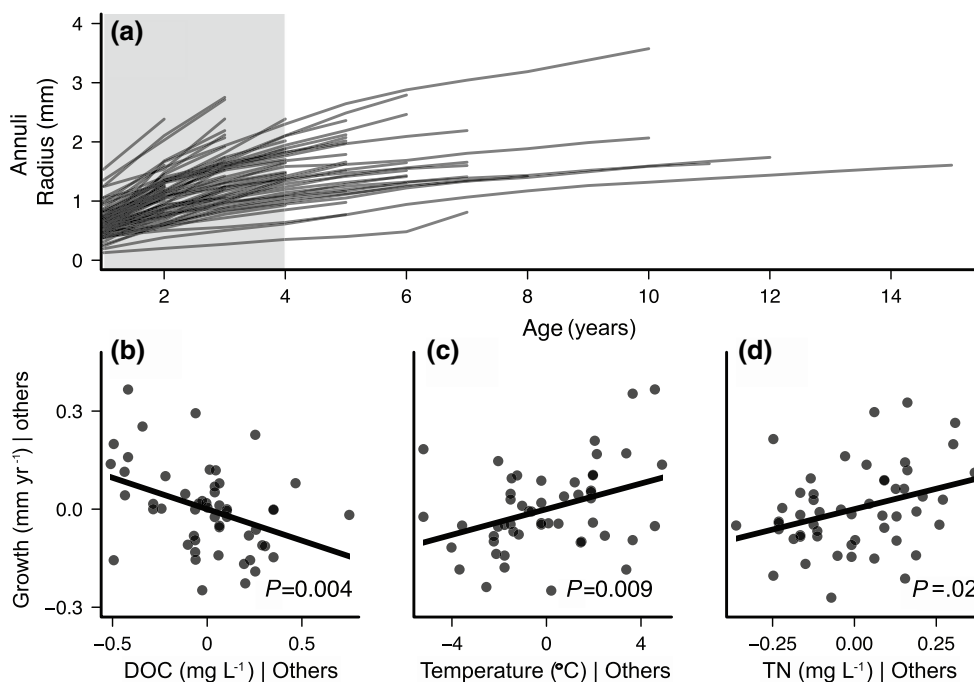 (a)
4
3
2
1
0
Annuli
Radius (mm)
2 4 6 8 10 12 14
Age (years)
(b) (c) (d)
0.3
0.0
−0.3
Growth (mm yr⁻¹) | others
P=0.004 P=0.009 P=.02
−0.5 0 0.5 −4 0 4 −0.25 0.00 0.25
DOC (mg L⁻¹) | Others Temperature (°C) | Others TN (mg L⁻¹) | Others